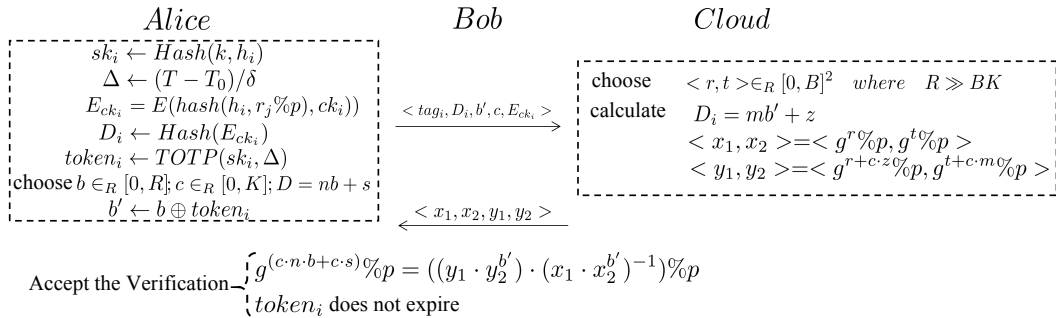 Alice Bob Cloud
sk_i ← Hash(k, h_i)
Δ ← (T − T_0)/δ
E_{ck_i} = E(hash(h_i, r_j%p), ck_i))
D_i ← Hash(E_{ck_i})
token_i ← TOTP(sk_i, Δ)
choose b ∈_R [0, R]; c ∈_R [0, K]; D = nb + s
b′ ← b ⊕ token_i
< tag_i, D_i, b′, c, E_{ck_i} >
< x_1, x_2, y_1, y_2 >
choose < r, t >∈_R [0, B]^2 where R ≫ BK
calculate D_i = mb′ + z
< x_1, x_2 >=< g^r%p, g^t%p >
< y_1, y_2 >=< g^{r+c·z}%p, g^{t+c·m}%p >
Accept the Verification
g^{(c·n·b+c·s)}%p = ((y_1 · y_2^{b′}) · (x_1 · x_2^{b′})^{−1})%p
token_i does not expire